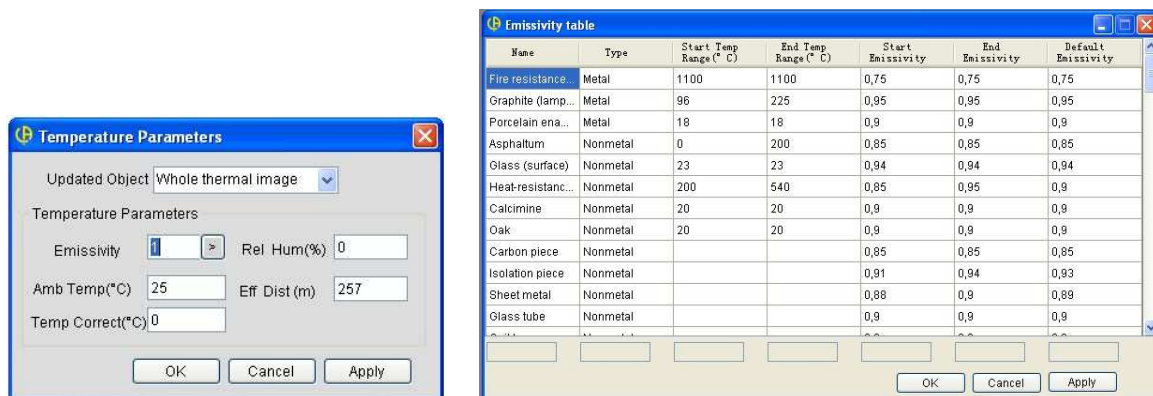 Temperature Parameters
Updated Object Whole thermal image
Temperature Parameters
Emissivity 1 > Rel Hum(%) 0
Amb Temp(°C) 25 Eff Dist (m) 257
Temp Correct(°C) 0
OK Cancel Apply
Emissivity table
Name Type Start Temp Range(° C) End Temp Range(° C) Start Emissivity End Emissivity Default Emissivity
Fire resistance... Metal 1100 1100 0,75 0,75 0,75
Graphite (lamp... Metal 96 225 0,95 0,95 0,95
Porcelain ena... Metal 18 18 0,9 0,9 0,9
Asphaltum Nonmetal 0 200 0,85 0,85 0,85
Glass (surface) Nonmetal 23 23 0,94 0,94 0,94
Heat-resistanc... Nonmetal 200 540 0,85 0,95 0,9
Calcimine Nonmetal 20 20 0,9 0,9 0,9
Oak Nonmetal 20 20 0,9 0,9 0,9
Carbon piece Nonmetal 0,85 0,85 0,85
Isolation piece Nonmetal 0,91 0,94 0,93
Sheet metal Nonmetal 0,88 0,9 0,89
Glass tube Nonmetal 0,9 0,9 0,9
OK Cancel Apply